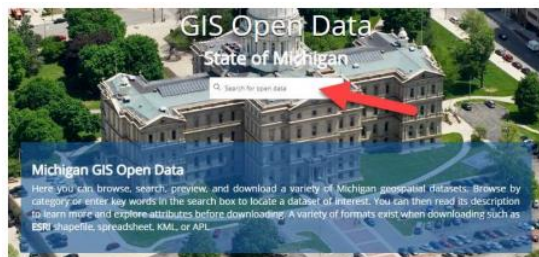 GIS Open Data
State of Michigan
Search for open data
Michigan GIS Open Data
Here you can browse, search, preview, and download a variety of Michigan geospatial datasets. Browse by
category or enter key words in the search box to locate a dataset of interest. You can then read its description
to learn more and explore attributes before downloading. A variety of formats exist when downloading such as
ESRI shapefile, spreadsheet, KML, or API.